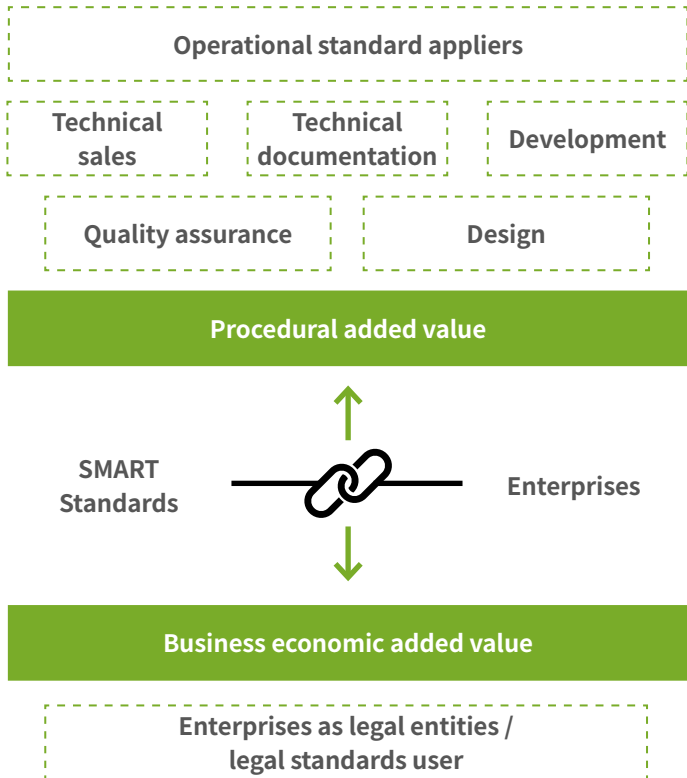 Operational standard appliers
Technical
sales
Technical
documentation
Development
Quality assurance
Design
Procedural added value
SMART
Standards
Enterprises
Business economic added value
Enterprises as legal entities /
legal standards user